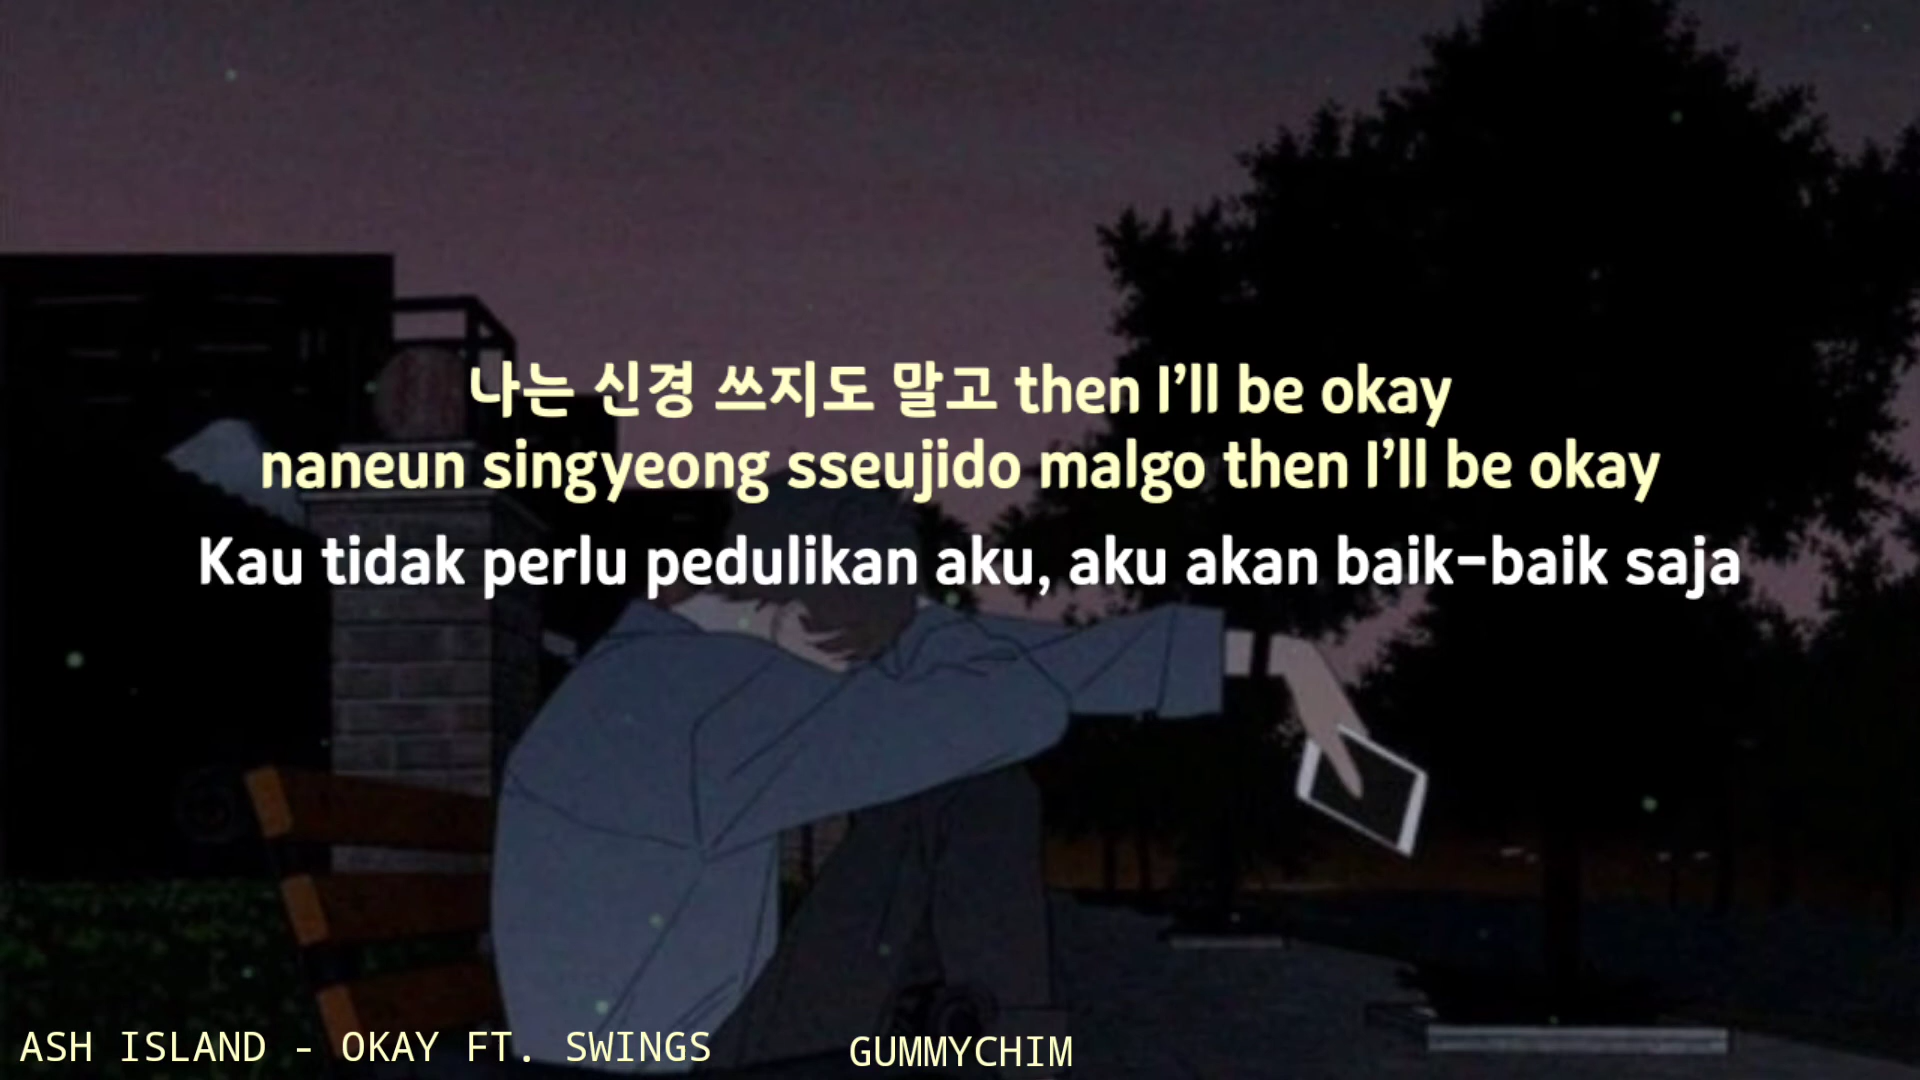 나는 신경 쓰지도 말고 then I’ll be okay
naneun singyeong sseujido malgo then I’ll be okay
Kau tidak perlu pedulikan aku, aku akan baik-baik saja
ASH ISLAND - OKAY FT. SWINGS
GUMMYCHIM